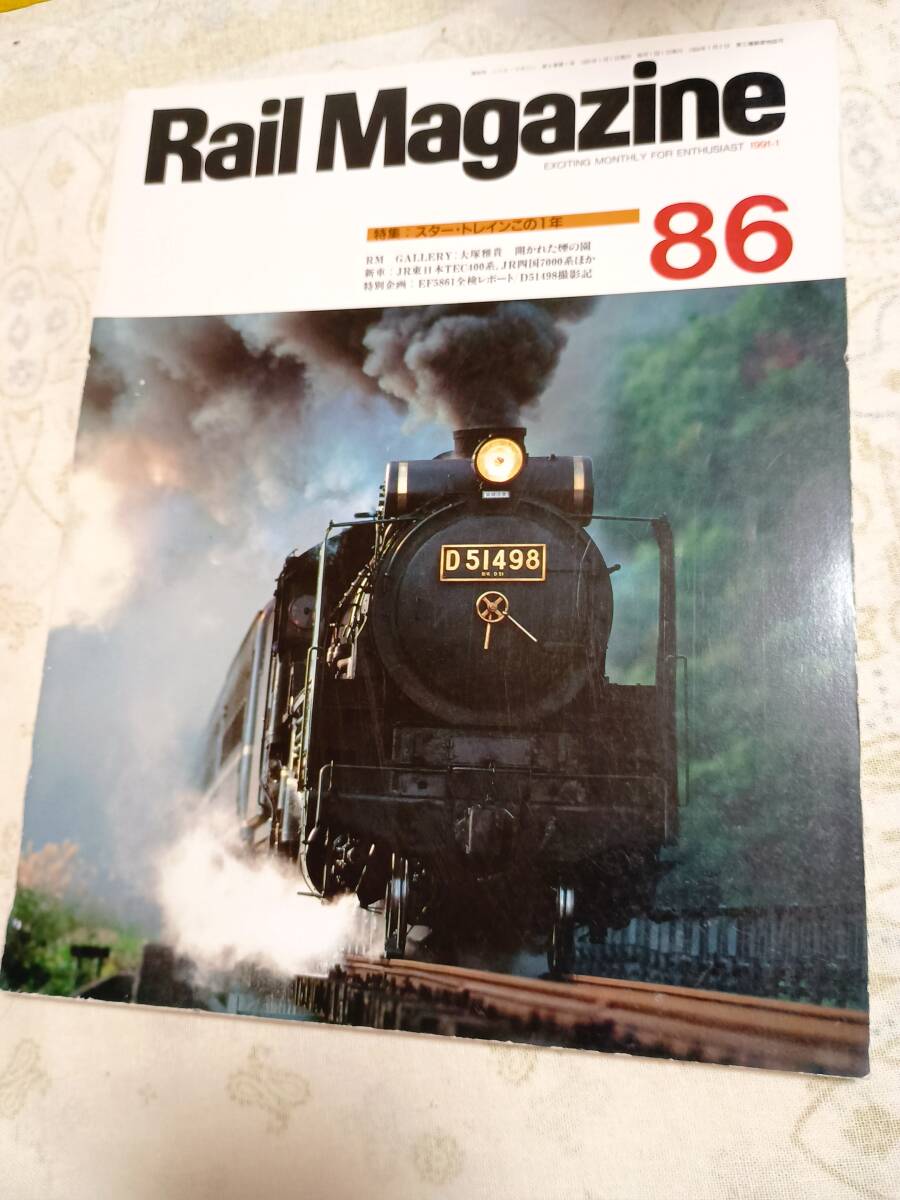 Rail Magazine
EXCITING MONTHLY FOR ENTHUSIAST 1991-1
86
特集：スター・トレインこの1年
RM GALLERY：大塚雅貴 開かれた煙の園
新車：JR東日本TEC400系，JR四国7000系ほか
特別企画：EF5861全検レポート D51498撮影記
D51498